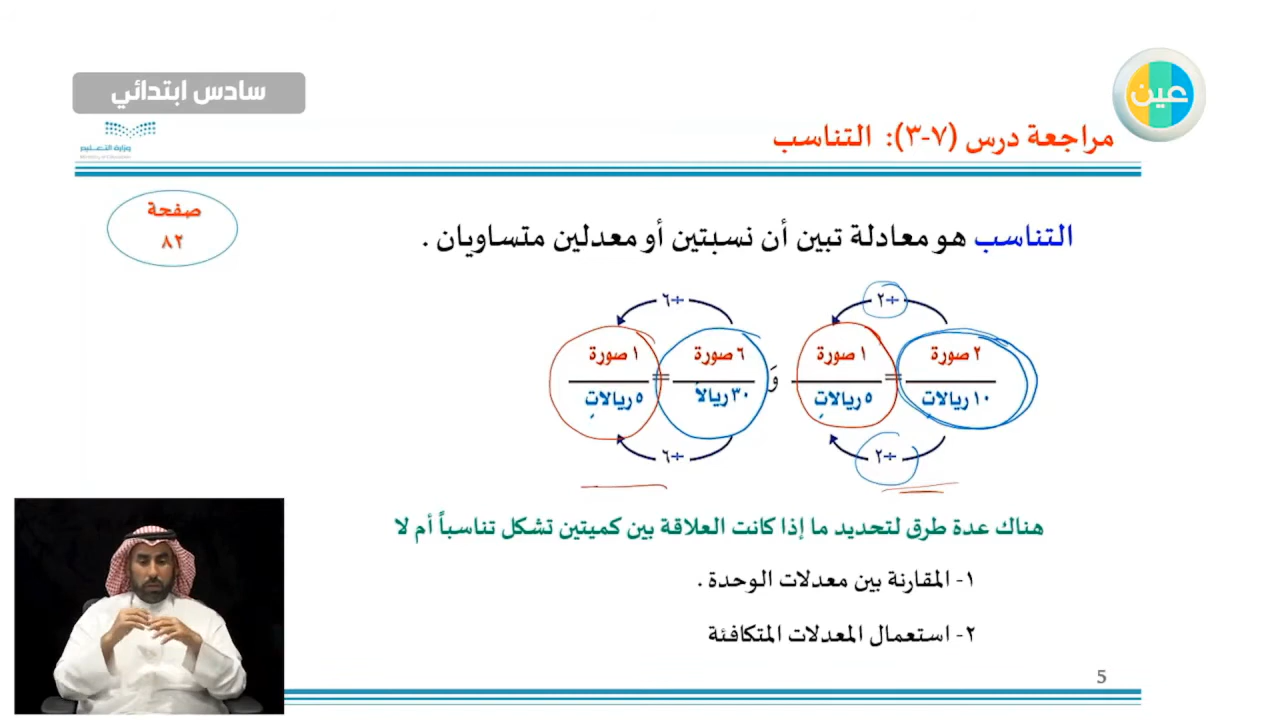 سادس ابتدائي
عين
وزارة التعليم
Ministry of Education
مراجعة درس (٧-٣): التناسب
صفحة
٨٢
التناسب هو معادلة تبين أن نسبتين أو معدلين متساويان .
÷٢
÷٦
٢ صورة
١٠ ريالات
=
١ صورة
٥ ريالاتٍ
وَ
٦ صورة
٣٠ ريالاً
=
١ صورة
٥ ريالاتٍ
÷٢
÷٦
هناك عدة طرق لتحديد ما إذا كانت العلاقة بين كميتين تشكل تناسباً أم لا
١- المقارنة بين معدلات الوحدة .
٢- استعمال المعدلات المتكافئة
5